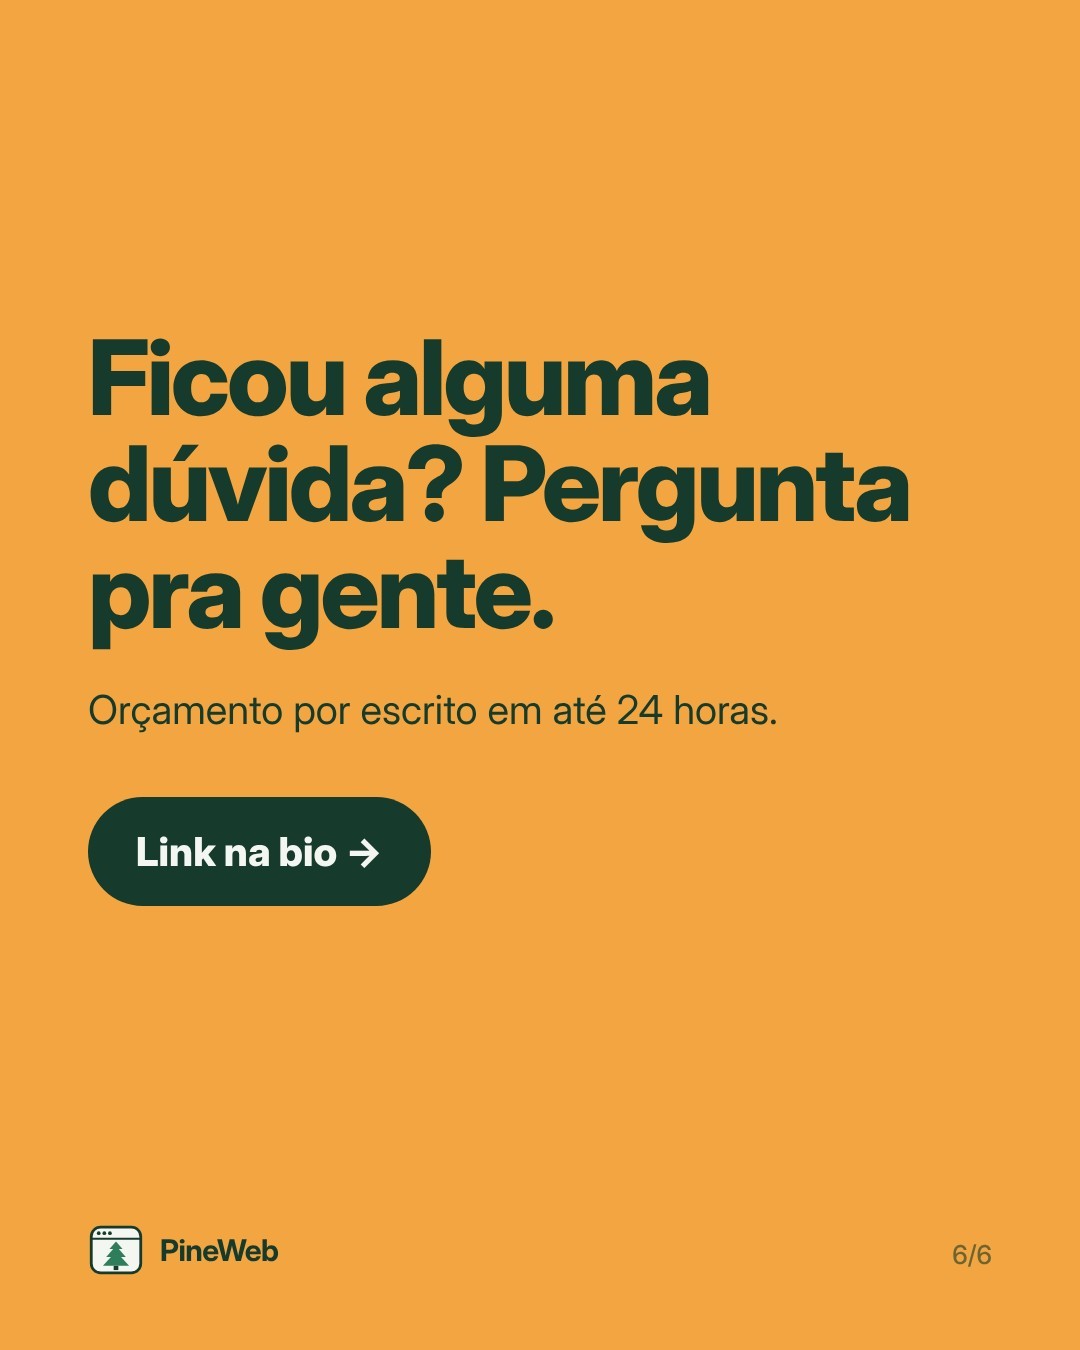 Ficou alguma
dúvida? Pergunta
pra gente.
Orçamento por escrito em até 24 horas.
Link na bio →
PineWeb
6/6